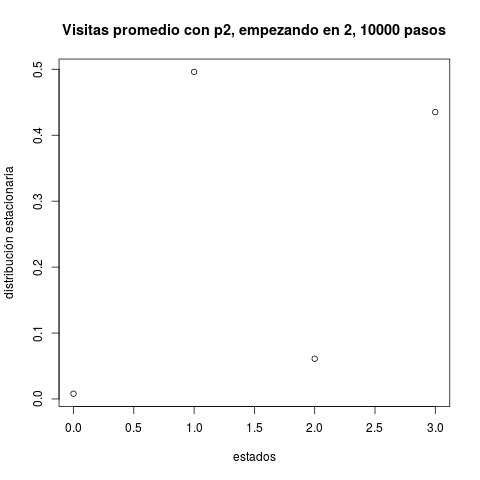 Visitas promedio con p2, empezando en 2, 10000 pasos
distribución estacionaria
0.5
0.4
0.3
0.2
0.1
0.0
0.0 0.5 1.0 1.5 2.0 2.5 3.0
estados